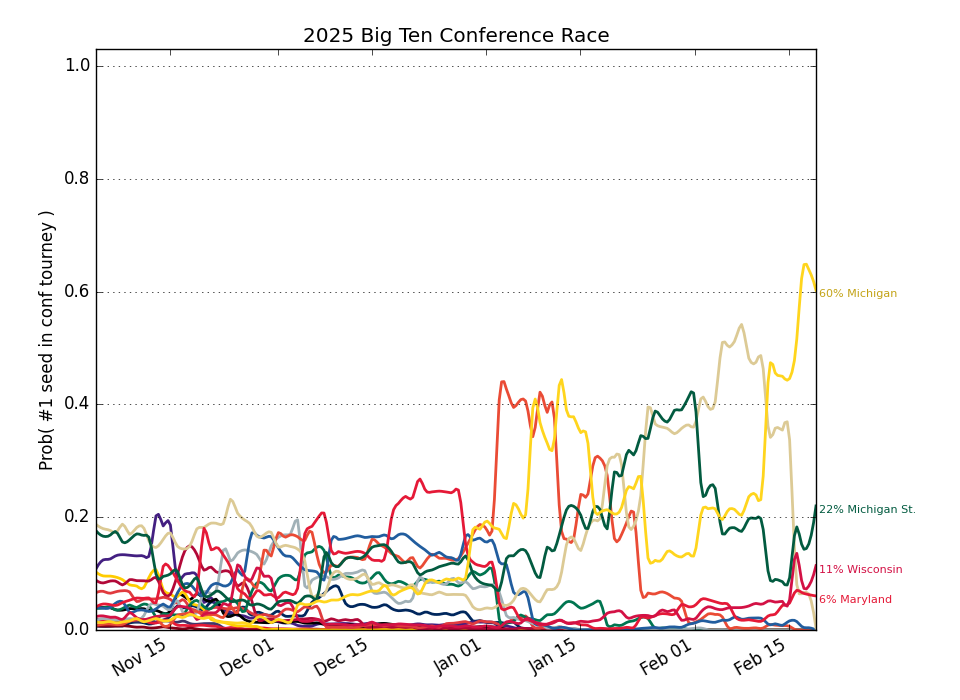 2025 Big Ten Conference Race
Prob( #1 seed in conf tourney )
1.0
0.8
0.6
0.4
0.2
0.0
60% Michigan
22% Michigan St.
11% Wisconsin
6% Maryland
Nov 15
Dec 01
Dec 15
Jan 01
Jan 15
Feb 01
Feb 15